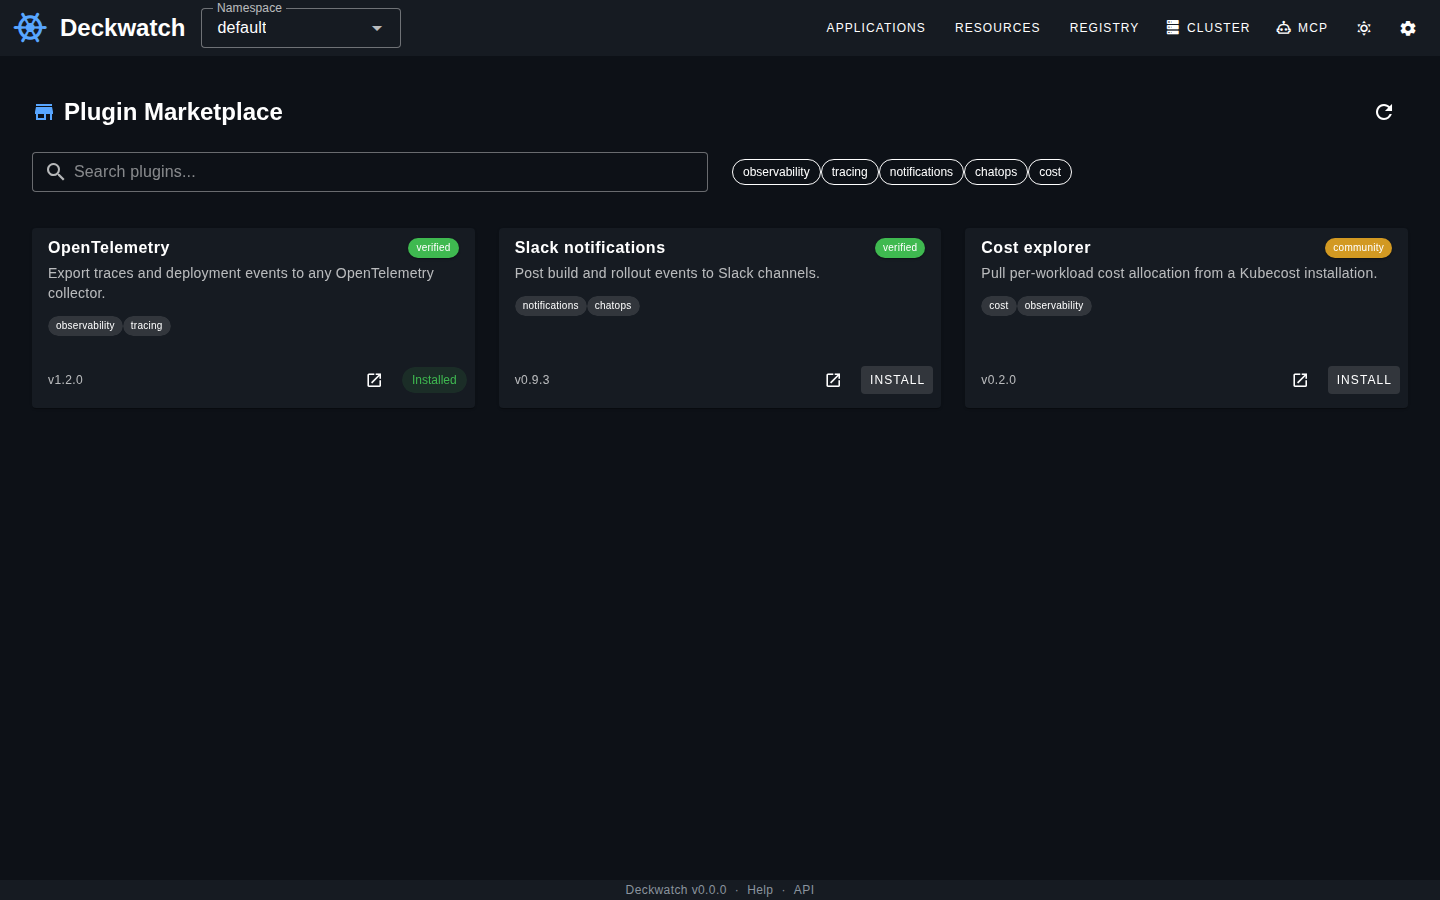 Deckwatch
Namespace
default
APPLICATIONS
RESOURCES
REGISTRY
CLUSTER
MCP
Plugin Marketplace
Search plugins...
observability
tracing
notifications
chatops
cost
OpenTelemetry
verified
Export traces and deployment events to any OpenTelemetry
collector.
observability
tracing
v1.2.0
Installed
Slack notifications
verified
Post build and rollout events to Slack channels.
notifications
chatops
v0.9.3
INSTALL
Cost explorer
community
Pull per-workload cost allocation from a Kubecost installation.
cost
observability
v0.2.0
INSTALL
Deckwatch v0.0.0 · Help · API